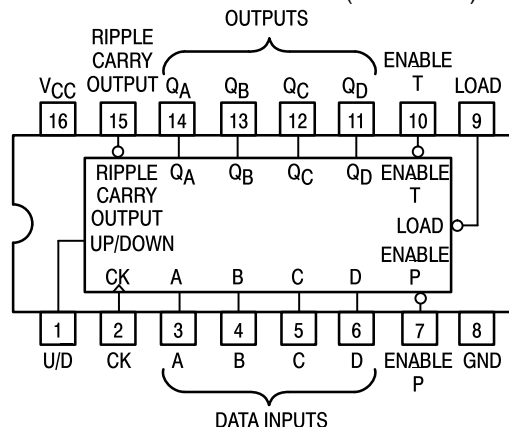 OUTPUTS
RIPPLE
CARRY
OUTPUT
VCC
QA
QB
QC
QD
ENABLE
T
LOAD
16
15
14
13
12
11
10
9
RIPPLE
CARRY
OUTPUT
QA
QB
QC
QD
ENABLE
T
LOAD
UP/DOWN
ENABLE
P
CK
A
B
C
D
1
2
3
4
5
6
7
8
U/D
CK
A
B
C
D
ENABLE
P
GND
DATA INPUTS